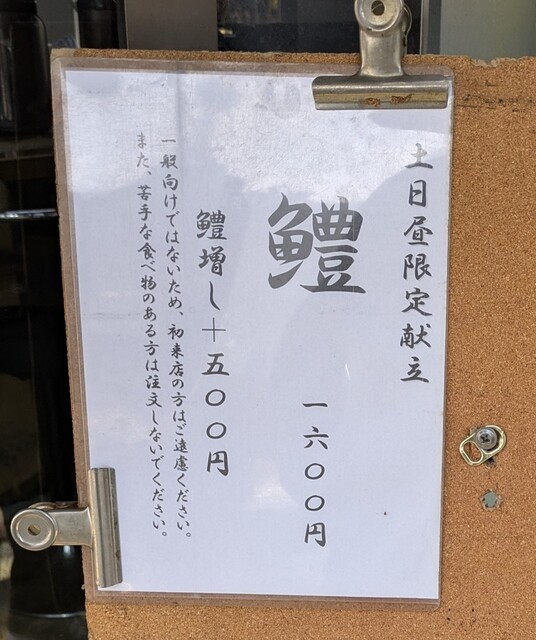 土日昼限定献立
鱧　一六〇〇円
鱧増し＋五〇〇円
一般向けではないため、初来店の方はご遠慮ください。
また、苦手な食べ物のある方は注文しないでください。